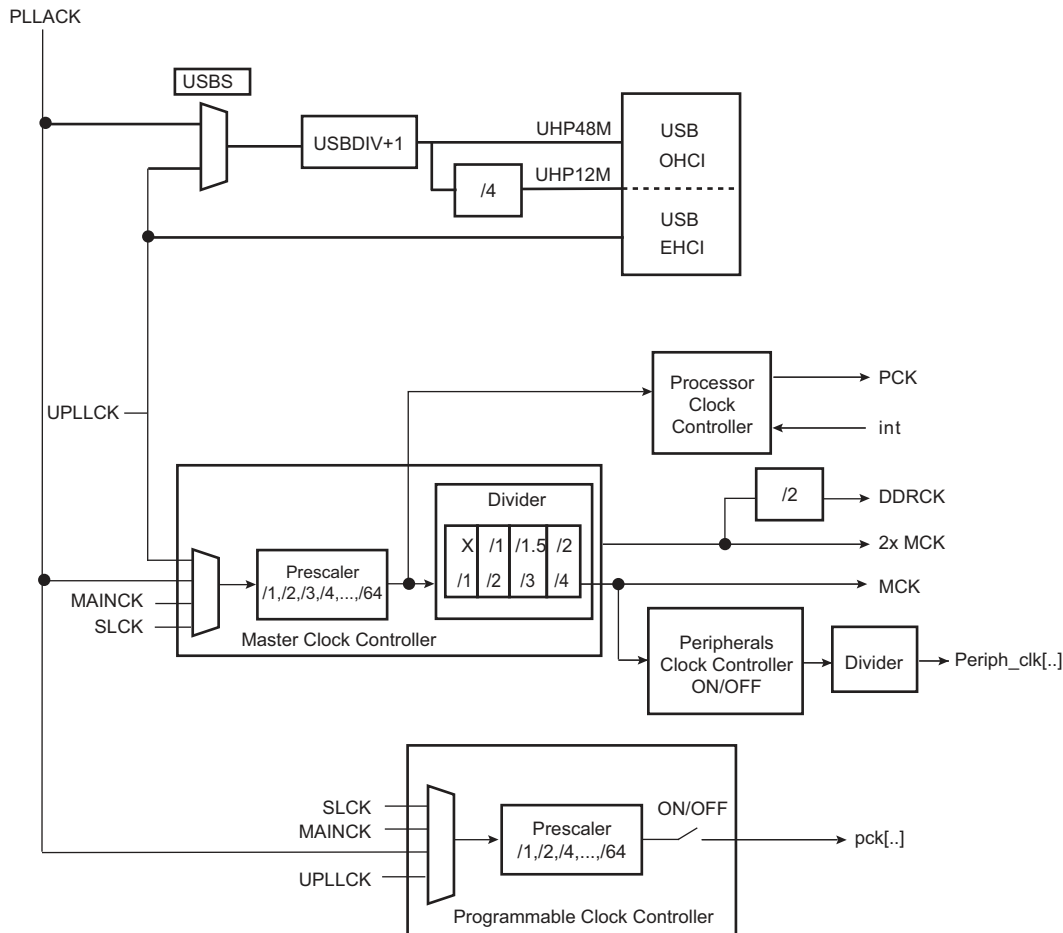 PLLACK
USBS
USBDIV+1
UHP48M
UHP12M
/4
USB
OHCI
USB
EHCI
UPLLCK
Processor
Clock
Controller
PCK
int
Divider
X /1 /1.5 /2
/1 /2 /3 /4
/2
DDRCK
2x MCK
MCK
Prescaler
/1,/2,/3,/4,...,/64
MAINCK
SLCK
Master Clock Controller
Peripherals
Clock Controller
ON/OFF
Divider
Periph_clk[..]
SLCK
MAINCK
UPLLCK
Prescaler
/1,/2,/4,...,/64
ON/OFF
pck[..]
Programmable Clock Controller